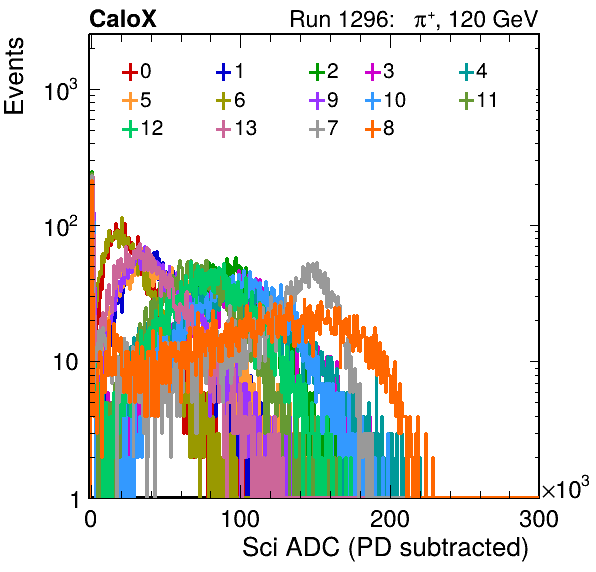 CaloX Run 1296: π⁺, 120 GeV
Events
0 1 2 3 4
5 6 9 10 11
12 13 7 8
10³
10²
10
1
0 100 200 300
×10³
Sci ADC (PD subtracted)